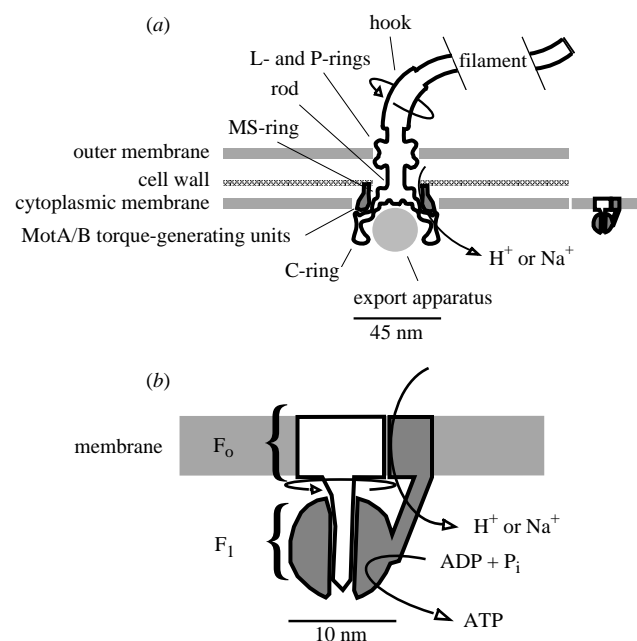 (a)
hook
L- and P-rings
filament
rod
MS-ring
outer membrane
cell wall
cytoplasmic membrane
MotA/B torque-generating units
H⁺ or Na⁺
C-ring
export apparatus
45 nm
(b)
membrane
Fₒ
H⁺ or Na⁺
F₁
ADP + Pᵢ
ATP
10 nm